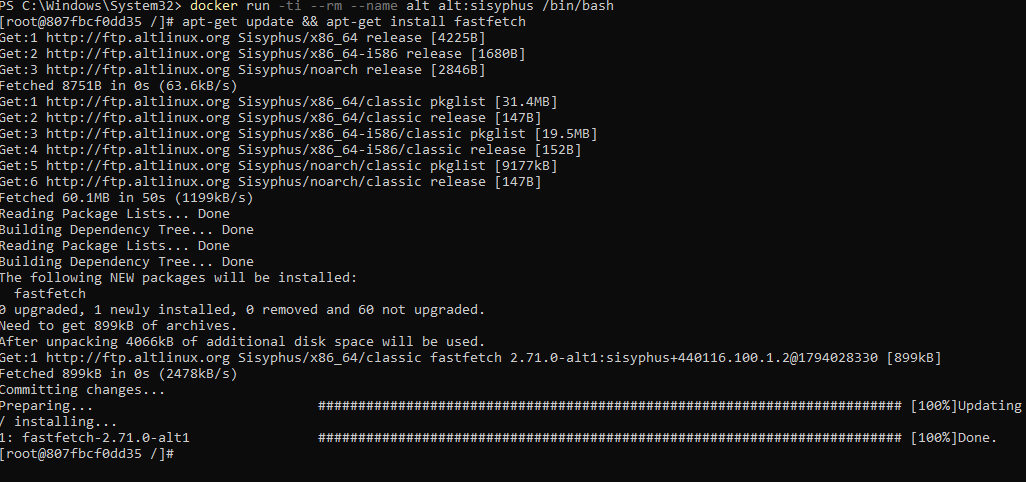 PS C:\Windows\System32> docker run -ti --rm --name alt alt:sisyphus /bin/bash
[root@807fbcf0dd35 /]# apt-get update && apt-get install fastfetch
Get:1 http://ftp.altlinux.org Sisyphus/x86_64 release [4225B]
Get:2 http://ftp.altlinux.org Sisyphus/x86_64-i586 release [1680B]
Get:3 http://ftp.altlinux.org Sisyphus/noarch release [2846B]
Fetched 8751B in 0s (63.6kB/s)
Get:1 http://ftp.altlinux.org Sisyphus/x86_64/classic pkglist [31.4MB]
Get:2 http://ftp.altlinux.org Sisyphus/x86_64/classic release [147B]
Get:3 http://ftp.altlinux.org Sisyphus/x86_64-i586/classic pkglist [19.5MB]
Get:4 http://ftp.altlinux.org Sisyphus/x86_64-i586/classic release [152B]
Get:5 http://ftp.altlinux.org Sisyphus/noarch/classic pkglist [9177kB]
Get:6 http://ftp.altlinux.org Sisyphus/noarch/classic release [147B]
Fetched 60.1MB in 50s (1199kB/s)
Reading Package Lists... Done
Building Dependency Tree... Done
Reading Package Lists... Done
Building Dependency Tree... Done
The following NEW packages will be installed:
  fastfetch
0 upgraded, 1 newly installed, 0 removed and 60 not upgraded.
Need to get 899kB of archives.
After unpacking 4066kB of additional disk space will be used.
Get:1 http://ftp.altlinux.org Sisyphus/x86_64/classic fastfetch 2.71.0-alt1:sisyphus+440116.100.1.2@1794028330 [899kB]
Fetched 899kB in 0s (2478kB/s)
Committing changes...
Preparing... ######################################################################### [100%]Updating
/ installing...
1: fastfetch-2.71.0-alt1 ######################################################################### [100%]Done.
[root@807fbcf0dd35 /]#